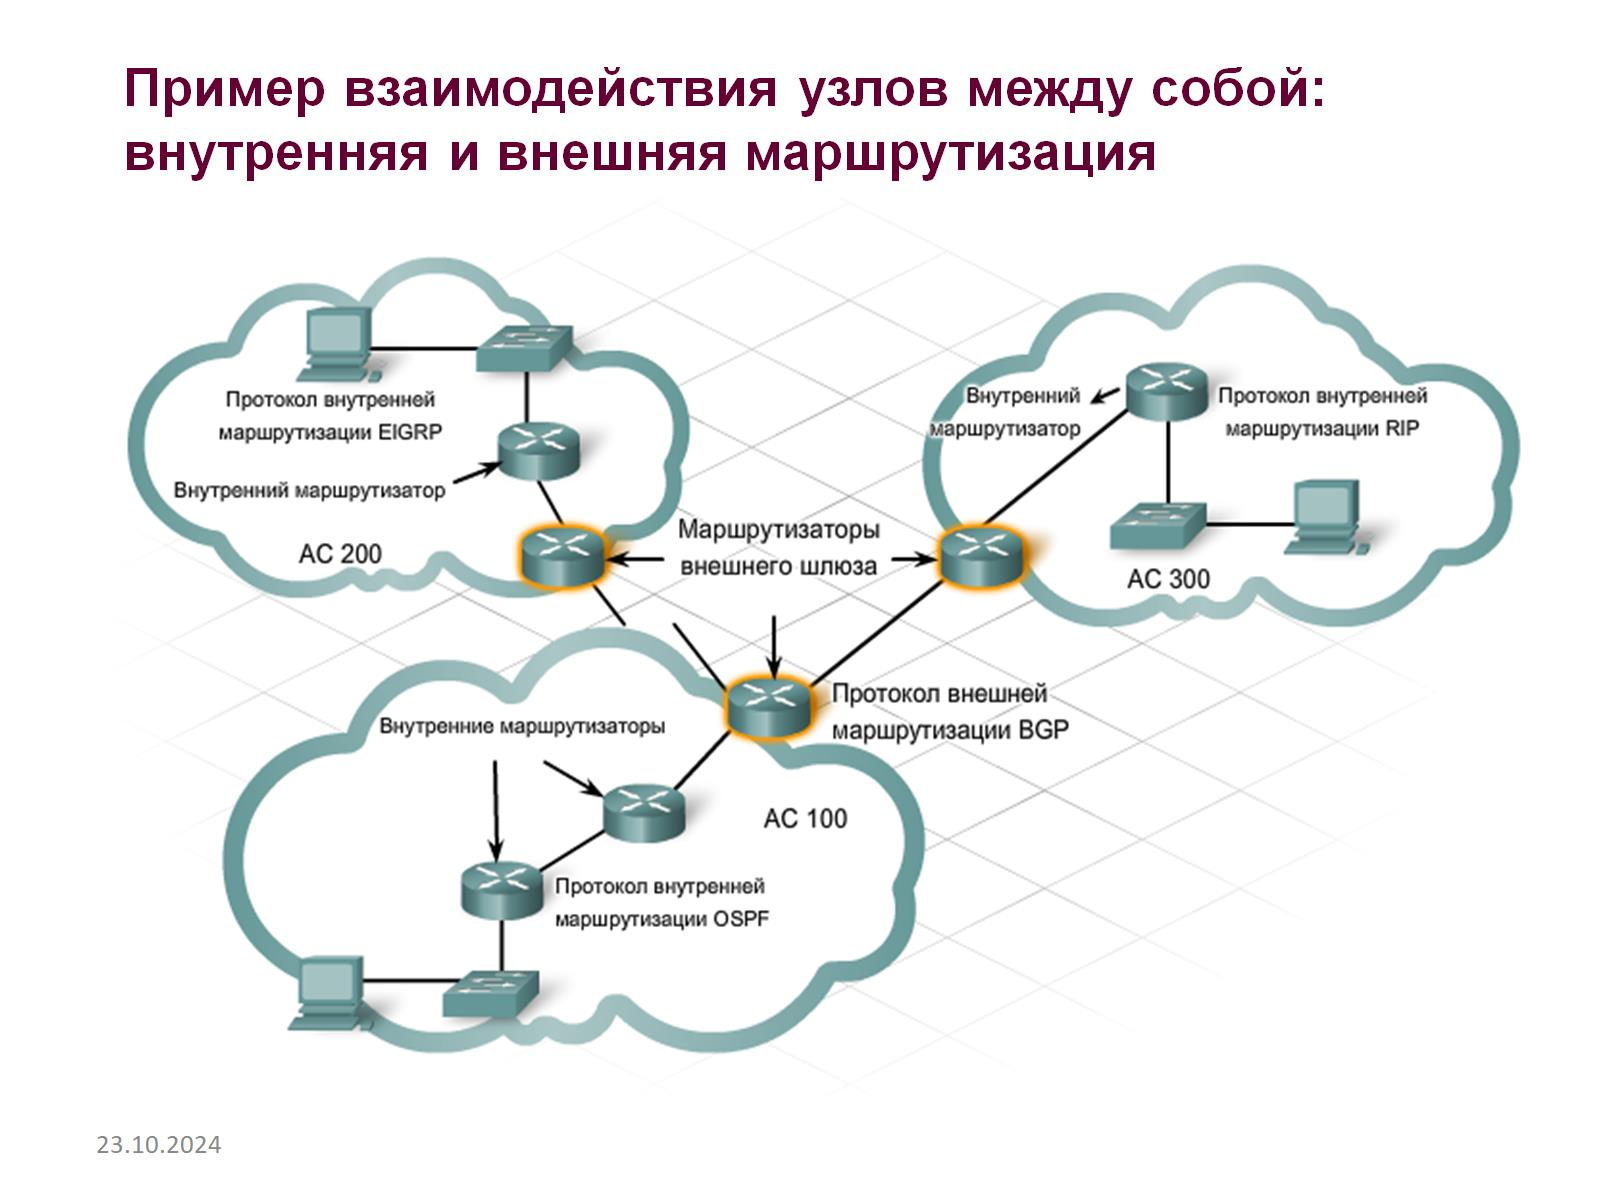 Пример взаимодействия узлов между собой:
внутренняя и внешняя маршрутизация
Протокол внутренней
маршрутизации EIGRP
Внутренний маршрутизатор
АС 200
Маршрутизаторы
внешнего шлюза
Внутренний
маршрутизатор
Протокол внутренней
маршрутизации RIP
АС 300
Протокол внешней
маршрутизации BGP
Внутренние маршрутизаторы
АС 100
Протокол внутренней
маршрутизации OSPF
23.10.2024